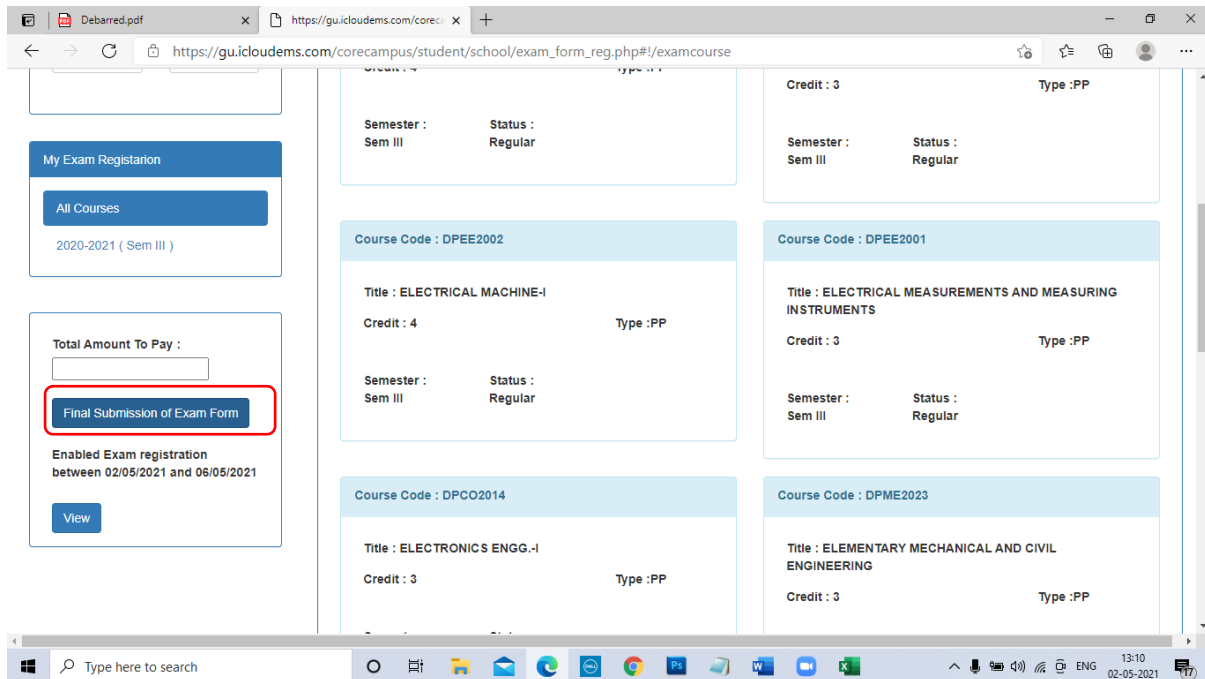 Debarred.pdf
https://gu.icloudems.com/coreca
https://gu.icloudems.com/corecampus/student/school/exam_form_reg.php#!/examcourse
My Exam Registarion
All Courses
2020-2021 ( Sem III )
Total Amount To Pay :
Final Submission of Exam Form
Enabled Exam registration
between 02/05/2021 and 06/05/2021
View
Credit : 4 Type :PP
Semester : Status :
Sem III Regular
Credit : 3 Type :PP
Semester : Status :
Sem III Regular
Course Code : DPEE2002
Title : ELECTRICAL MACHINE-I
Credit : 4 Type :PP
Semester : Status :
Sem III Regular
Course Code : DPEE2001
Title : ELECTRICAL MEASUREMENTS AND MEASURING
INSTRUMENTS
Credit : 3 Type :PP
Semester : Status :
Sem III Regular
Course Code : DPCO2014
Title : ELECTRONICS ENGG.-I
Credit : 3 Type :PP
Course Code : DPME2023
Title : ELEMENTARY MECHANICAL AND CIVIL
ENGINEERING
Credit : 3 Type :PP
Type here to search
DELL
Ps
ENG
13:10
02-05-2021
17